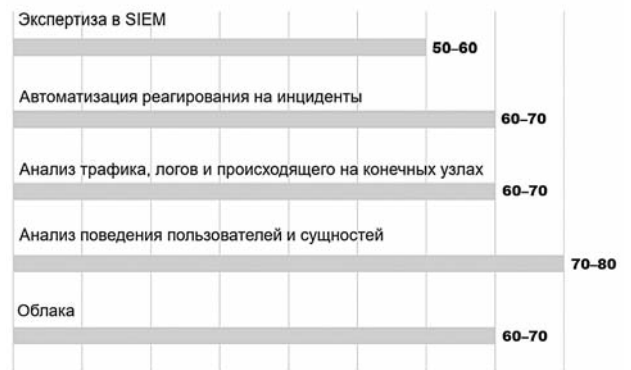 Экспертиза в SIEM
50–60
Автоматизация реагирования на инциденты
60–70
Анализ трафика, логов и происходящего на конечных узлах
60–70
Анализ поведения пользователей и сущностей
70–80
Облака
60–70